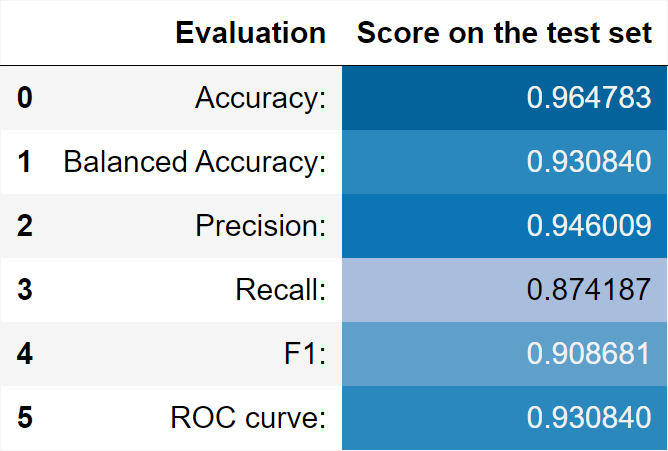 Evaluation Score on the test set
0 Accuracy: 0.964783
1 Balanced Accuracy: 0.930840
2 Precision: 0.946009
3 Recall: 0.874187
4 F1: 0.908681
5 ROC curve: 0.930840